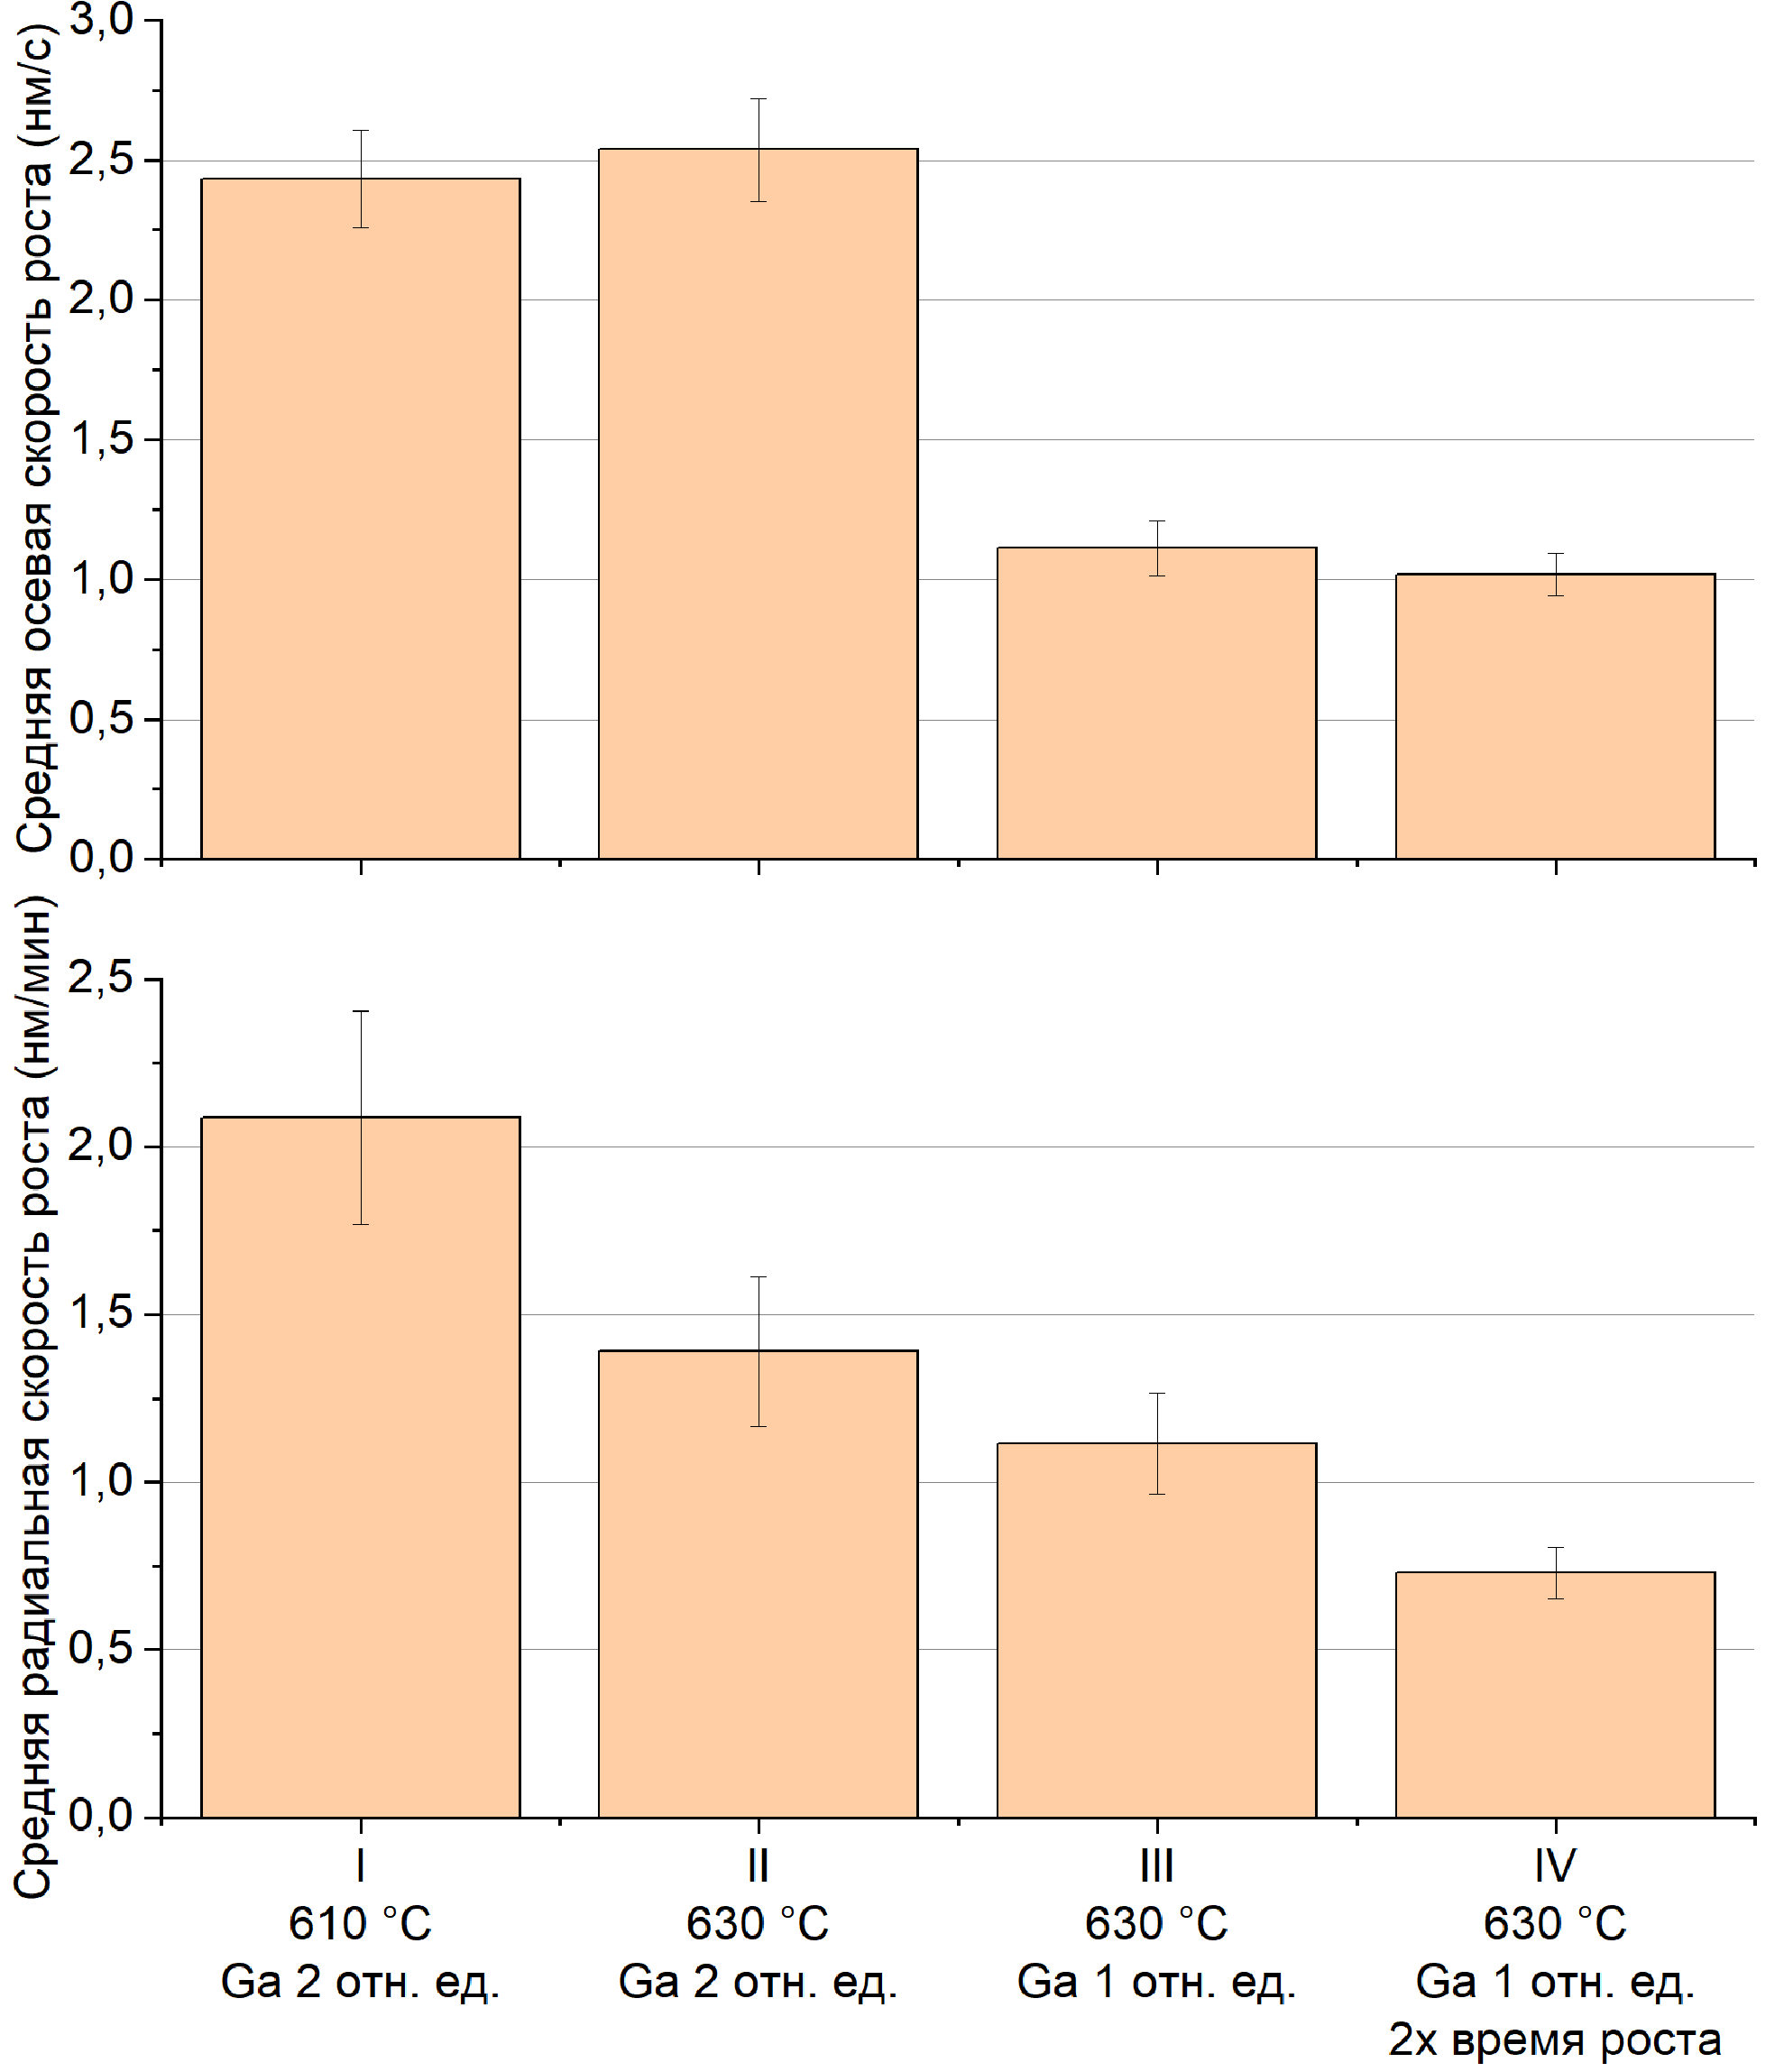 Средняя осевая скорость роста (нм/с)
3,0
2,5
2,0
1,5
1,0
0,5
0,0
Средняя радиальная скорость роста (нм/мин)
2,5
2,0
1,5
1,0
0,5
0,0
I II III IV
610 °C 630 °C 630 °C 630 °C
Ga 2 отн. ед. Ga 2 отн. ед. Ga 1 отн. ед. Ga 1 отн. ед.
2x время роста